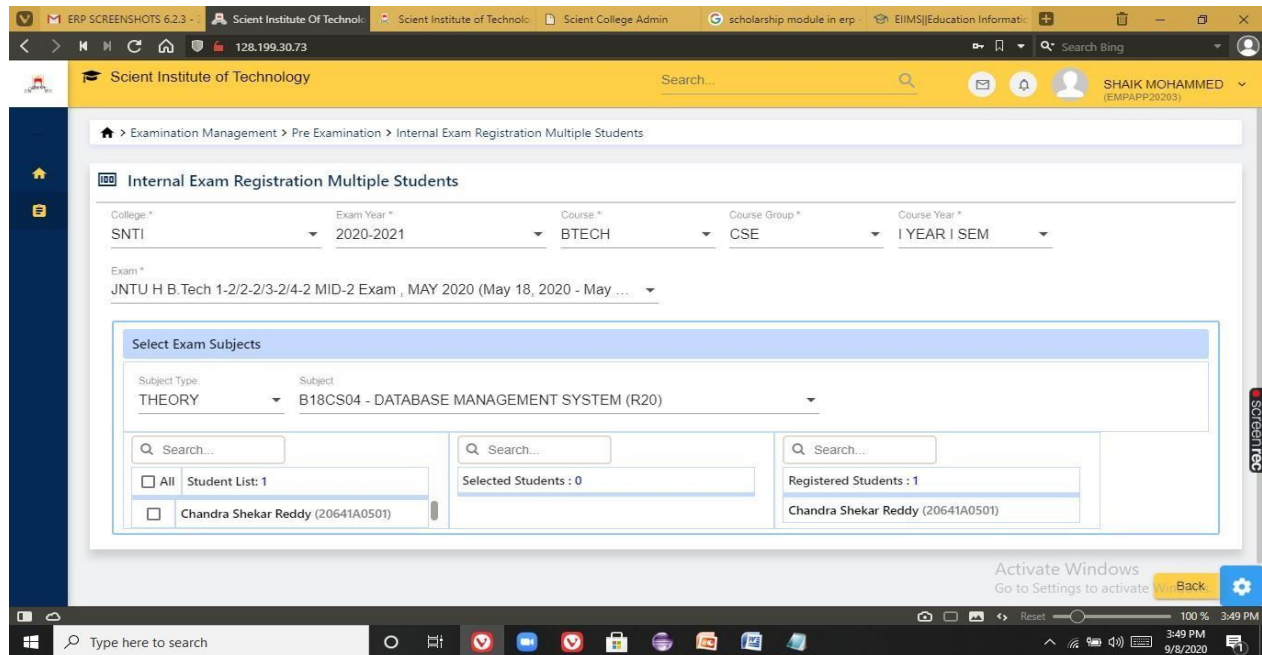 ERP SCREENSHOTS 6.2.3 - Scient Institute Of Technolo Scient Institute of Technolo Scient College Admin scholarship module in erp - EIIMS||Education Informatic
128.199.30.73 Search Bing
Scient Institute of Technology Search... SHAIK MOHAMMED
(EMPAPP20203)
> Examination Management > Pre Examination > Internal Exam Registration Multiple Students
Internal Exam Registration Multiple Students
College * Exam Year * Course * Course Group * Course Year *
SNTI 2020-2021 BTECH CSE I YEAR I SEM
Exam *
JNTU H B.Tech 1-2/2-2/3-2/4-2 MID-2 Exam , MAY 2020 (May 18, 2020 - May ...
Select Exam Subjects
Subject Type Subject
THEORY B18CS04 - DATABASE MANAGEMENT SYSTEM (R20)
Search... Search... Search...
All Student List: 1 Selected Students : 0 Registered Students : 1
Chandra Shekar Reddy (20641A0501) Chandra Shekar Reddy (20641A0501)
screenrec
Activate Windows
Go to Settings to activate Back
Reset 100 % 3:49 PM
Type here to search 3:49 PM
9/8/2020